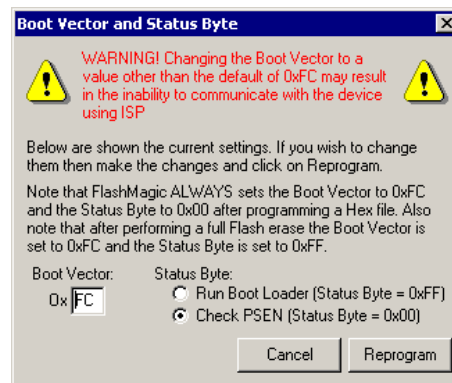 Boot Vector and Status Byte
WARNING! Changing the Boot Vector to a
value other than the default of 0xFC may result
in the inability to communicate with the device
using ISP
Below are shown the current settings. If you wish to change
them then make the changes and click on Reprogram.
Note that FlashMagic ALWAYS sets the Boot Vector to 0xFC
and the Status Byte to 0x00 after programming a Hex file. Also
note that after performing a full Flash erase the Boot Vector is
set to 0xFC and the Status Byte is set to 0xFF.
Boot Vector:
0x FC
Status Byte:
Run Boot Loader (Status Byte = 0xFF)
Check PSEN (Status Byte = 0x00)
Cancel
Reprogram